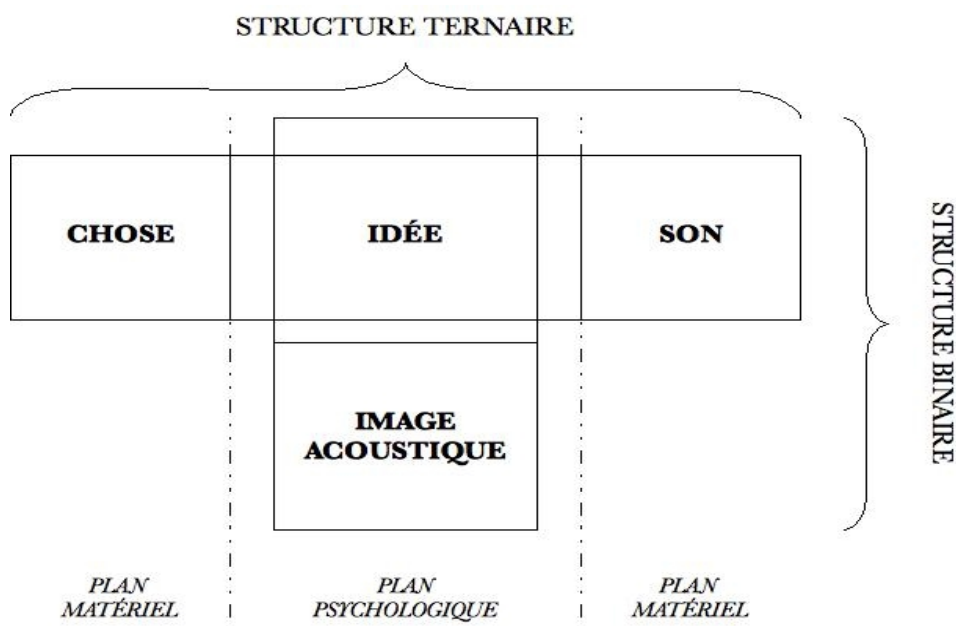 STRUCTURE TERNAIRE
CHOSE
IDÉE
SON
STRUCTURE BINAIRE
IMAGE
ACOUSTIQUE
PLAN
MATÉRIEL
PLAN
PSYCHOLOGIQUE
PLAN
MATÉRIEL